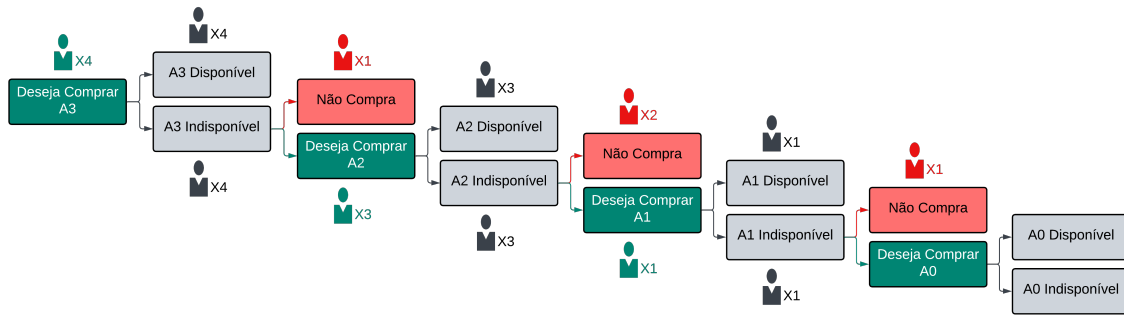 X4
Deseja Comprar
A3
X4
A3 Disponível
A3 Indisponível
X4
X1
Não Compra
Deseja Comprar
A2
X3
X3
A2 Disponível
A2 Indisponível
X3
X2
Não Compra
Deseja Comprar
A1
X1
X1
A1 Disponível
A1 Indisponível
X1
X1
Não Compra
Deseja Comprar
A0
A0 Disponível
A0 Indisponível